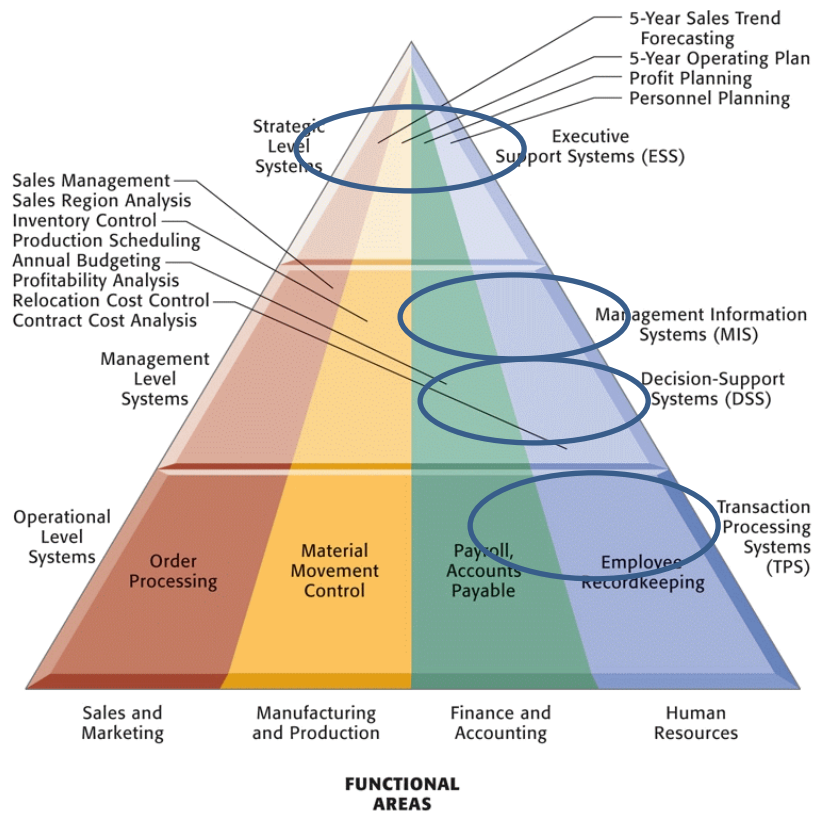 5-Year Sales Trend
Forecasting
5-Year Operating Plan
Profit Planning
Personnel Planning
Strategic
Level
Systems
Executive
Support Systems (ESS)
Sales Management
Sales Region Analysis
Inventory Control
Production Scheduling
Annual Budgeting
Profitability Analysis
Relocation Cost Control
Contract Cost Analysis
Management Information
Systems (MIS)
Management
Level
Systems
Decision-Support
Systems (DSS)
Operational
Level
Systems
Transaction
Processing
Systems
(TPS)
Order
Processing
Material
Movement
Control
Payroll,
Accounts
Payable
Employee
Recordkeeping
Sales and
Marketing
Manufacturing
and Production
Finance and
Accounting
Human
Resources
FUNCTIONAL
AREAS